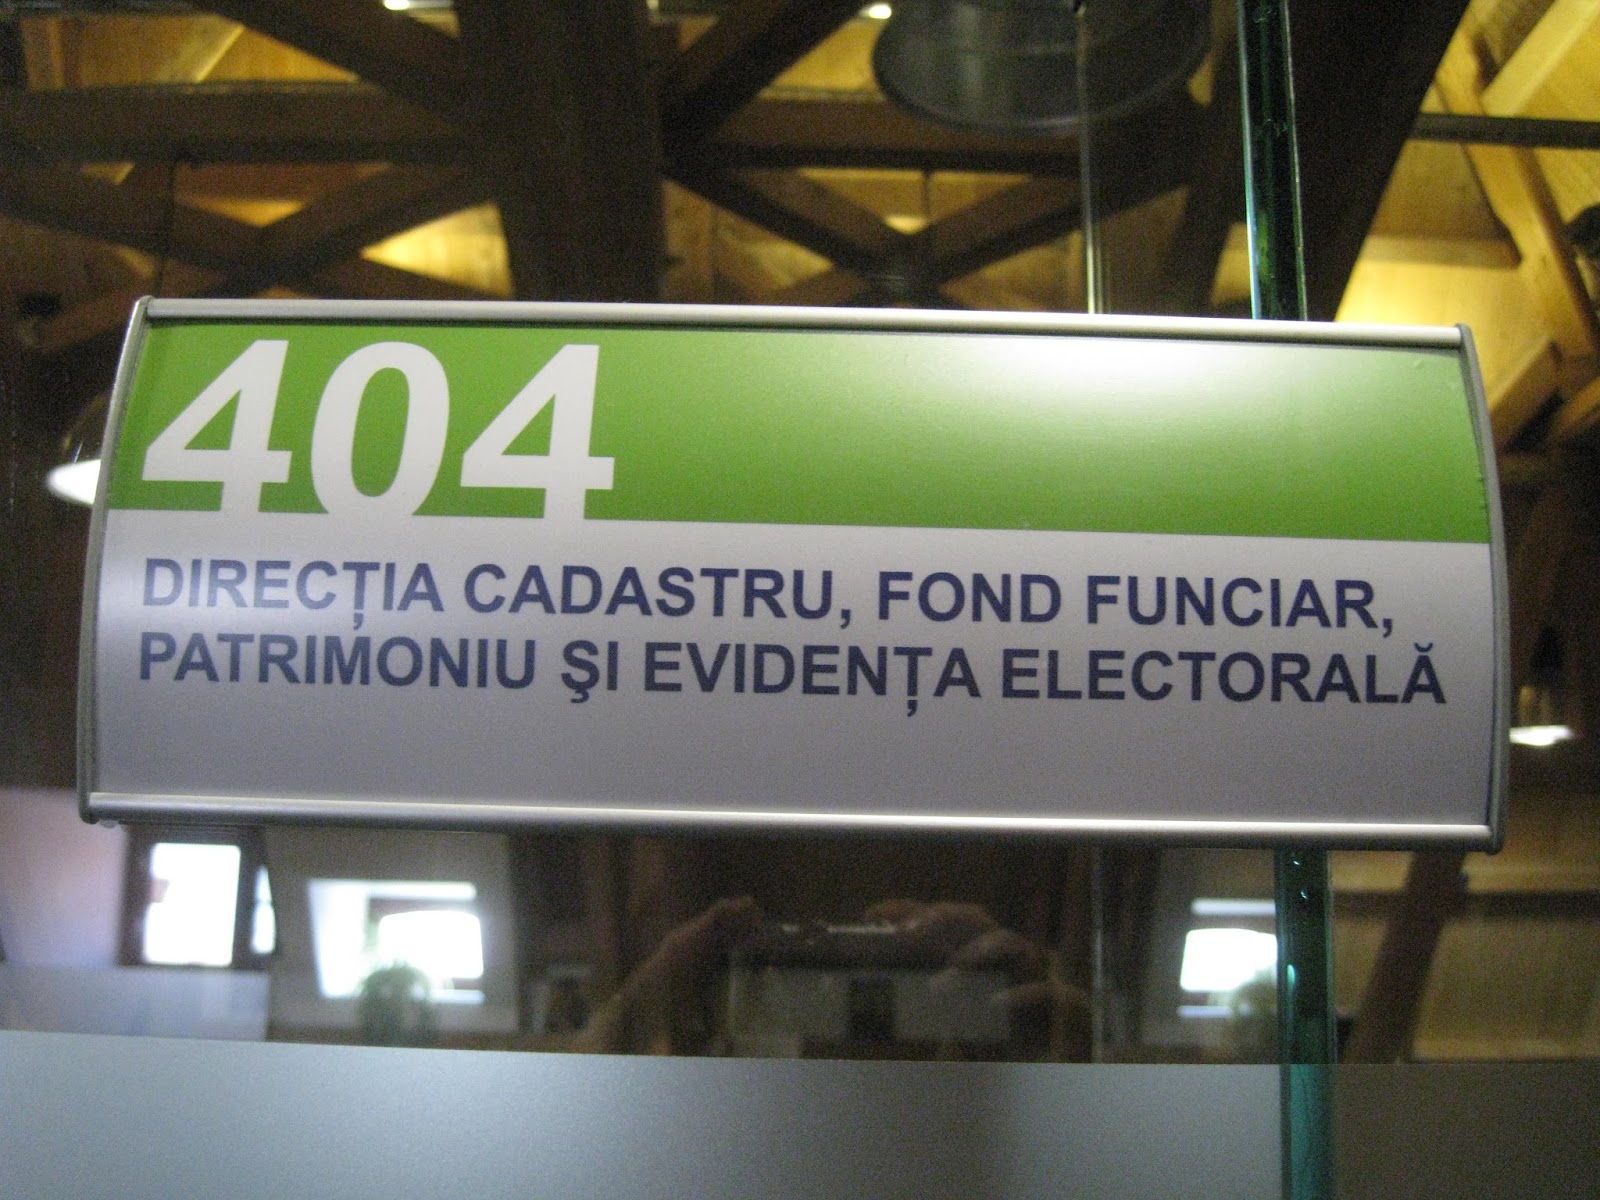 404
DIRECȚIA CADASTRU, FOND FUNCIAR,
PATRIMONIU ŞI EVIDENȚA ELECTORALĂ